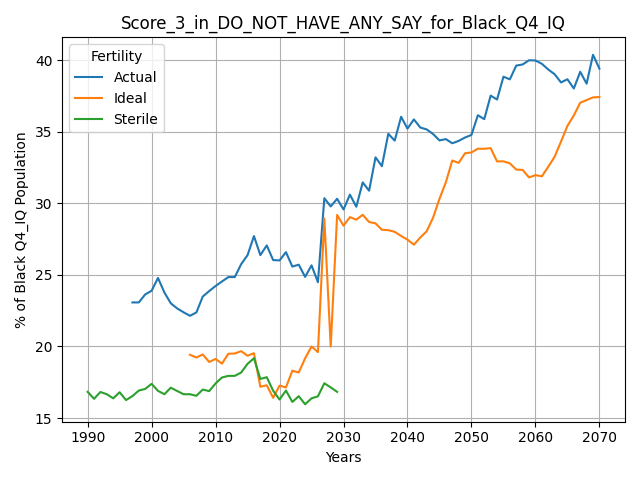 Score_3_in_DO_NOT_HAVE_ANY_SAY_for_Black_Q4_IQ
Fertility
Actual
Ideal
Sterile
% of Black Q4_IQ Population
40
35
30
25
20
15
1990 2000 2010 2020 2030 2040 2050 2060 2070
Years